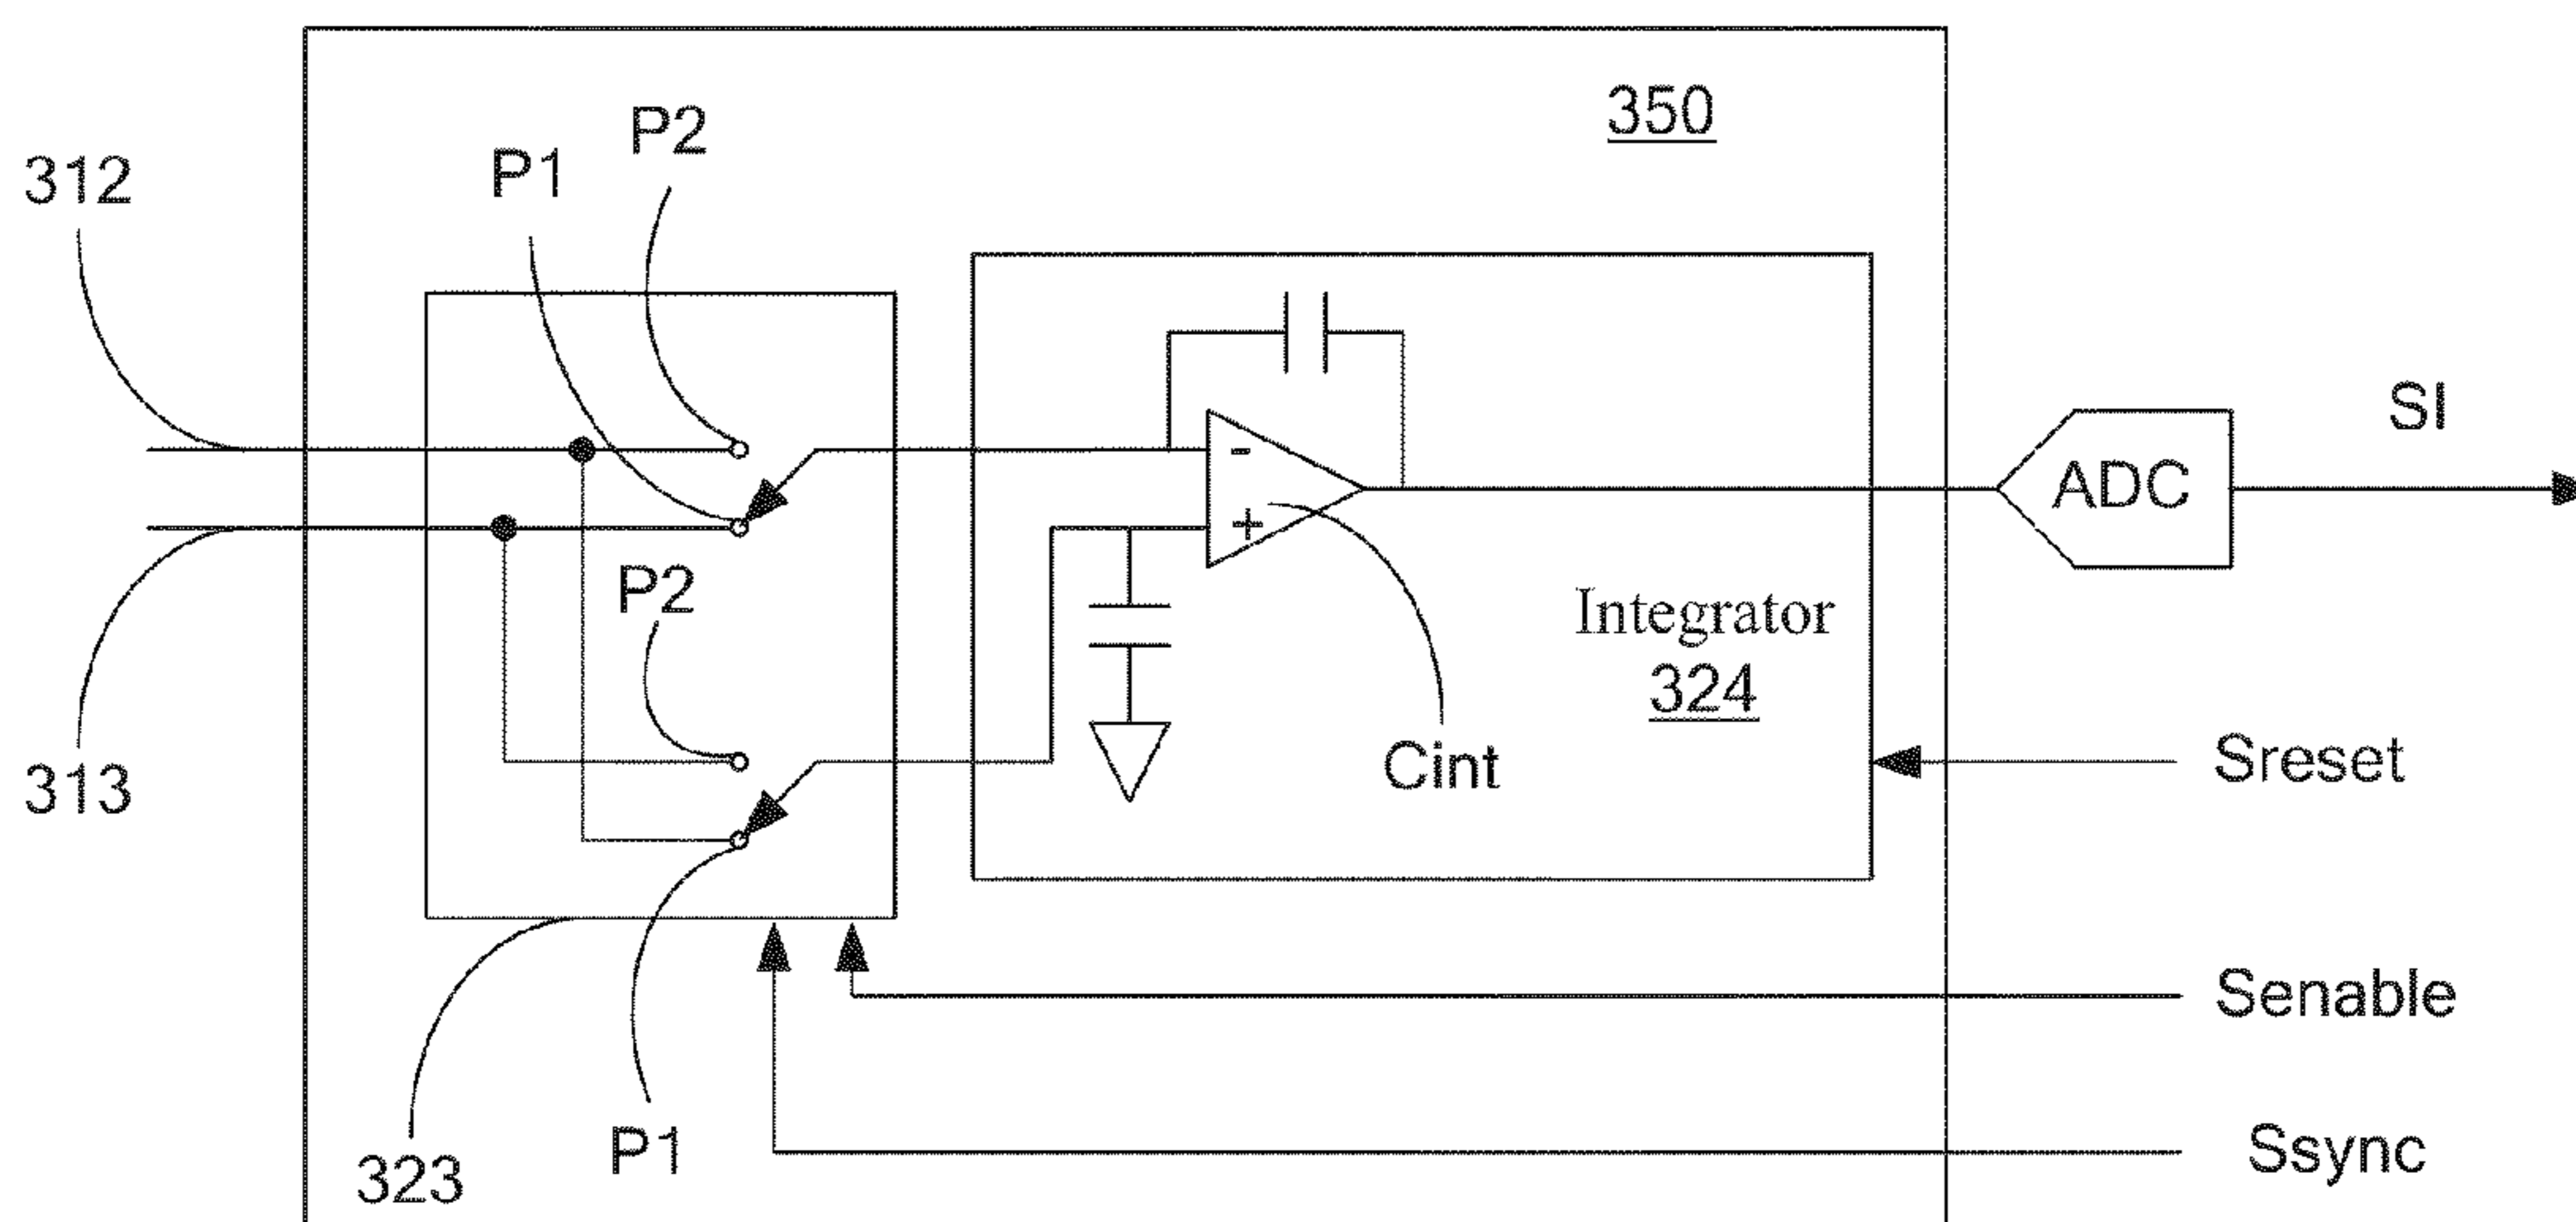 350
P2
P1
312
SI
ADC
-
+
P2
Integrator
324
Cint
Sreset
313
Senable
P1
323
Ssync